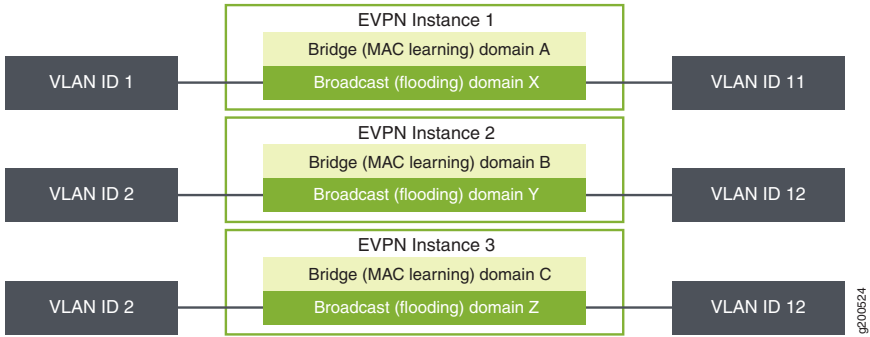 EVPN Instance 1
Bridge (MAC learning) domain A
VLAN ID 1
Broadcast (flooding) domain X
VLAN ID 11
EVPN Instance 2
Bridge (MAC learning) domain B
VLAN ID 2
Broadcast (flooding) domain Y
VLAN ID 12
EVPN Instance 3
Bridge (MAC learning) domain C
VLAN ID 2
Broadcast (flooding) domain Z
VLAN ID 12
g200524